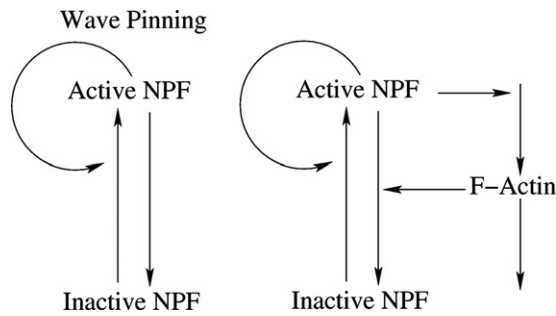 Wave Pinning
Active NPF
Active NPF
F-Actin
Inactive NPF
Inactive NPF